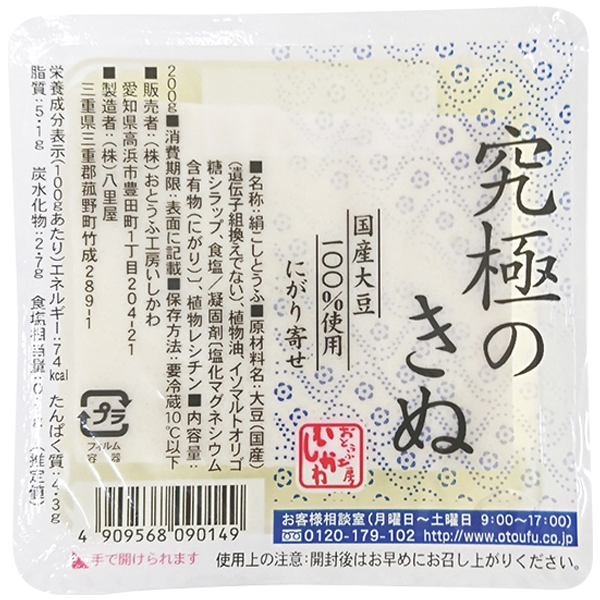 究極の
きぬ
国産大豆
100%使用
にがり寄せ
おとうふ工房
いしかわ
■名称:絹ごしとうふ■原材料名:大豆(国産)
(遺伝子組換えでない)、植物油、イソマルトオリゴ
糖シラップ、食塩/凝固剤〔塩化マグネシウム
含有物(にがり)〕、植物レシチン■内容量:
200g■消費期限:表面に記載■保存方法:要冷蔵10℃以下
■販売者:(株)おとうふ工房いしかわ
愛知県高浜市豊田町1丁目204-21
■製造者:(株)八里屋
三重県三重郡菰野町竹成289-1
栄養成分表示(100gあたり)エネルギー:74kcal たんぱく質:4.3g
脂質:5.1g 炭水化物:2.7g 食塩相当量:0. (推定値)
プラ
フィルム
容器
4 909568 090149
お客様相談室(月曜日〜土曜日 9:00〜17:00)
0120-179-102 http://www.otoufu.co.jp
手で開けられます
使用上の注意:開封後はお早めにお召し上がりください。